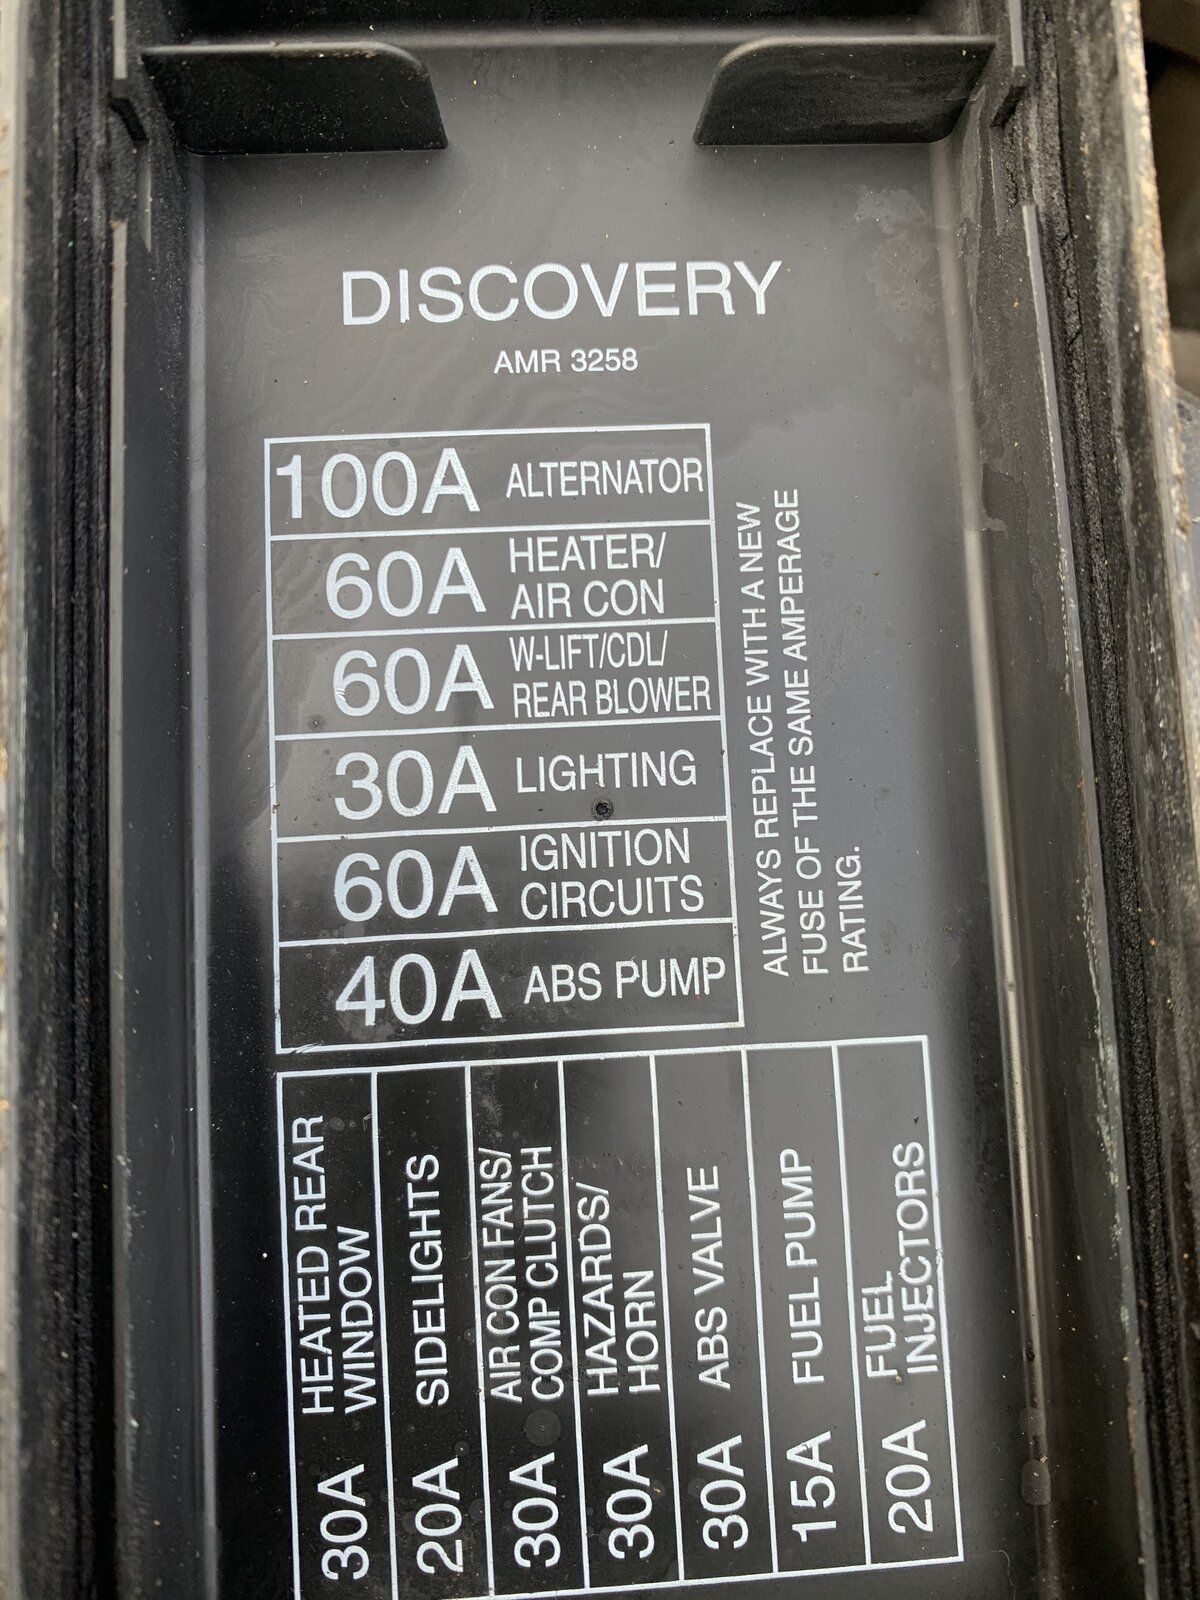 DISCOVERY
AMR 3258
100A ALTERNATOR
60A HEATER/
AIR CON
60A W-LIFT/CDL/
REAR BLOWER
30A LIGHTING
60A IGNITION
CIRCUITS
40A ABS PUMP
ALWAYS REPLACE WITH A NEW
FUSE OF THE SAME AMPERAGE
RATING.
30A HEATED REAR
WINDOW
20A SIDELIGHTS
30A AIR CON FANS/
COMP CLUTCH
30A HAZARDS/
HORN
30A ABS VALVE
15A FUEL PUMP
20A FUEL
INJECTORS